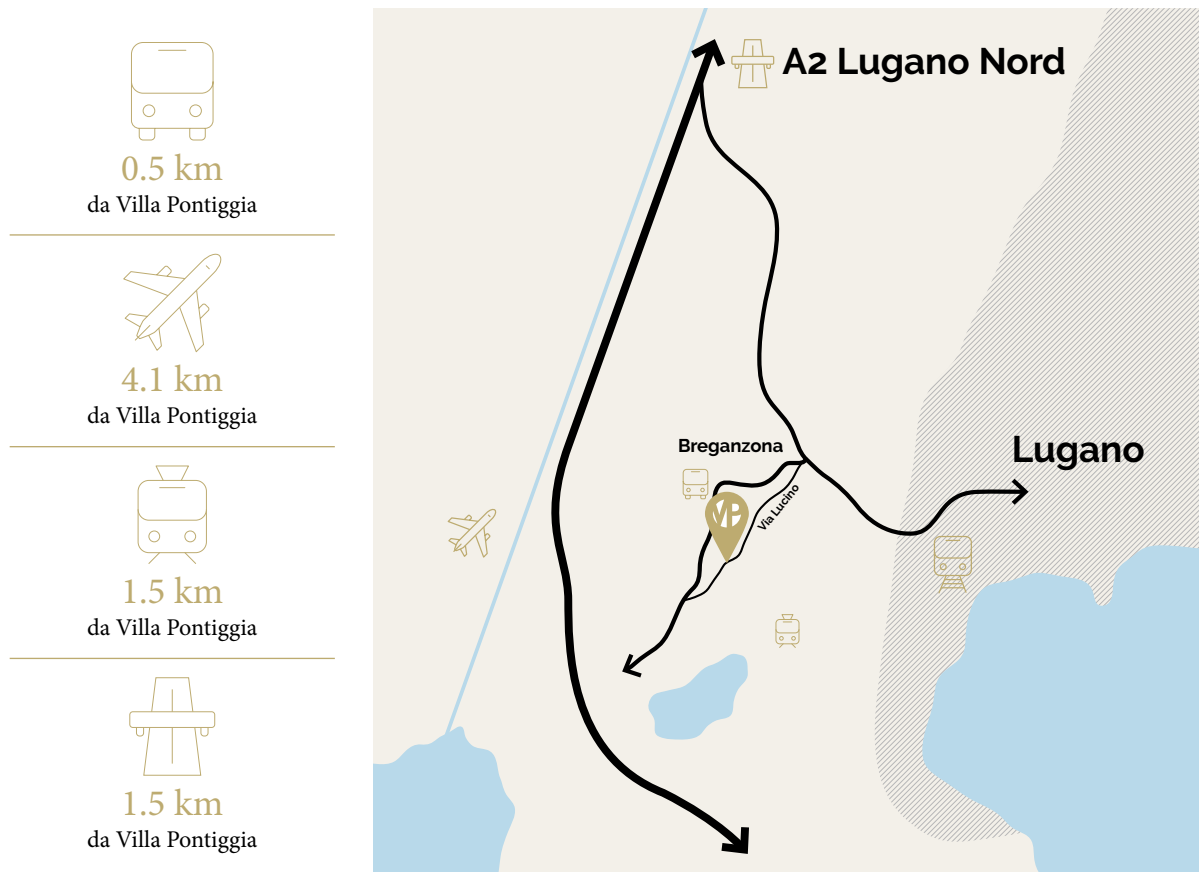 0.5 km
da Villa Pontiggia
4.1 km
da Villa Pontiggia
1.5 km
da Villa Pontiggia
1.5 km
da Villa Pontiggia
A2 Lugano Nord
Breganzona
Lugano
VP
Via Lucino